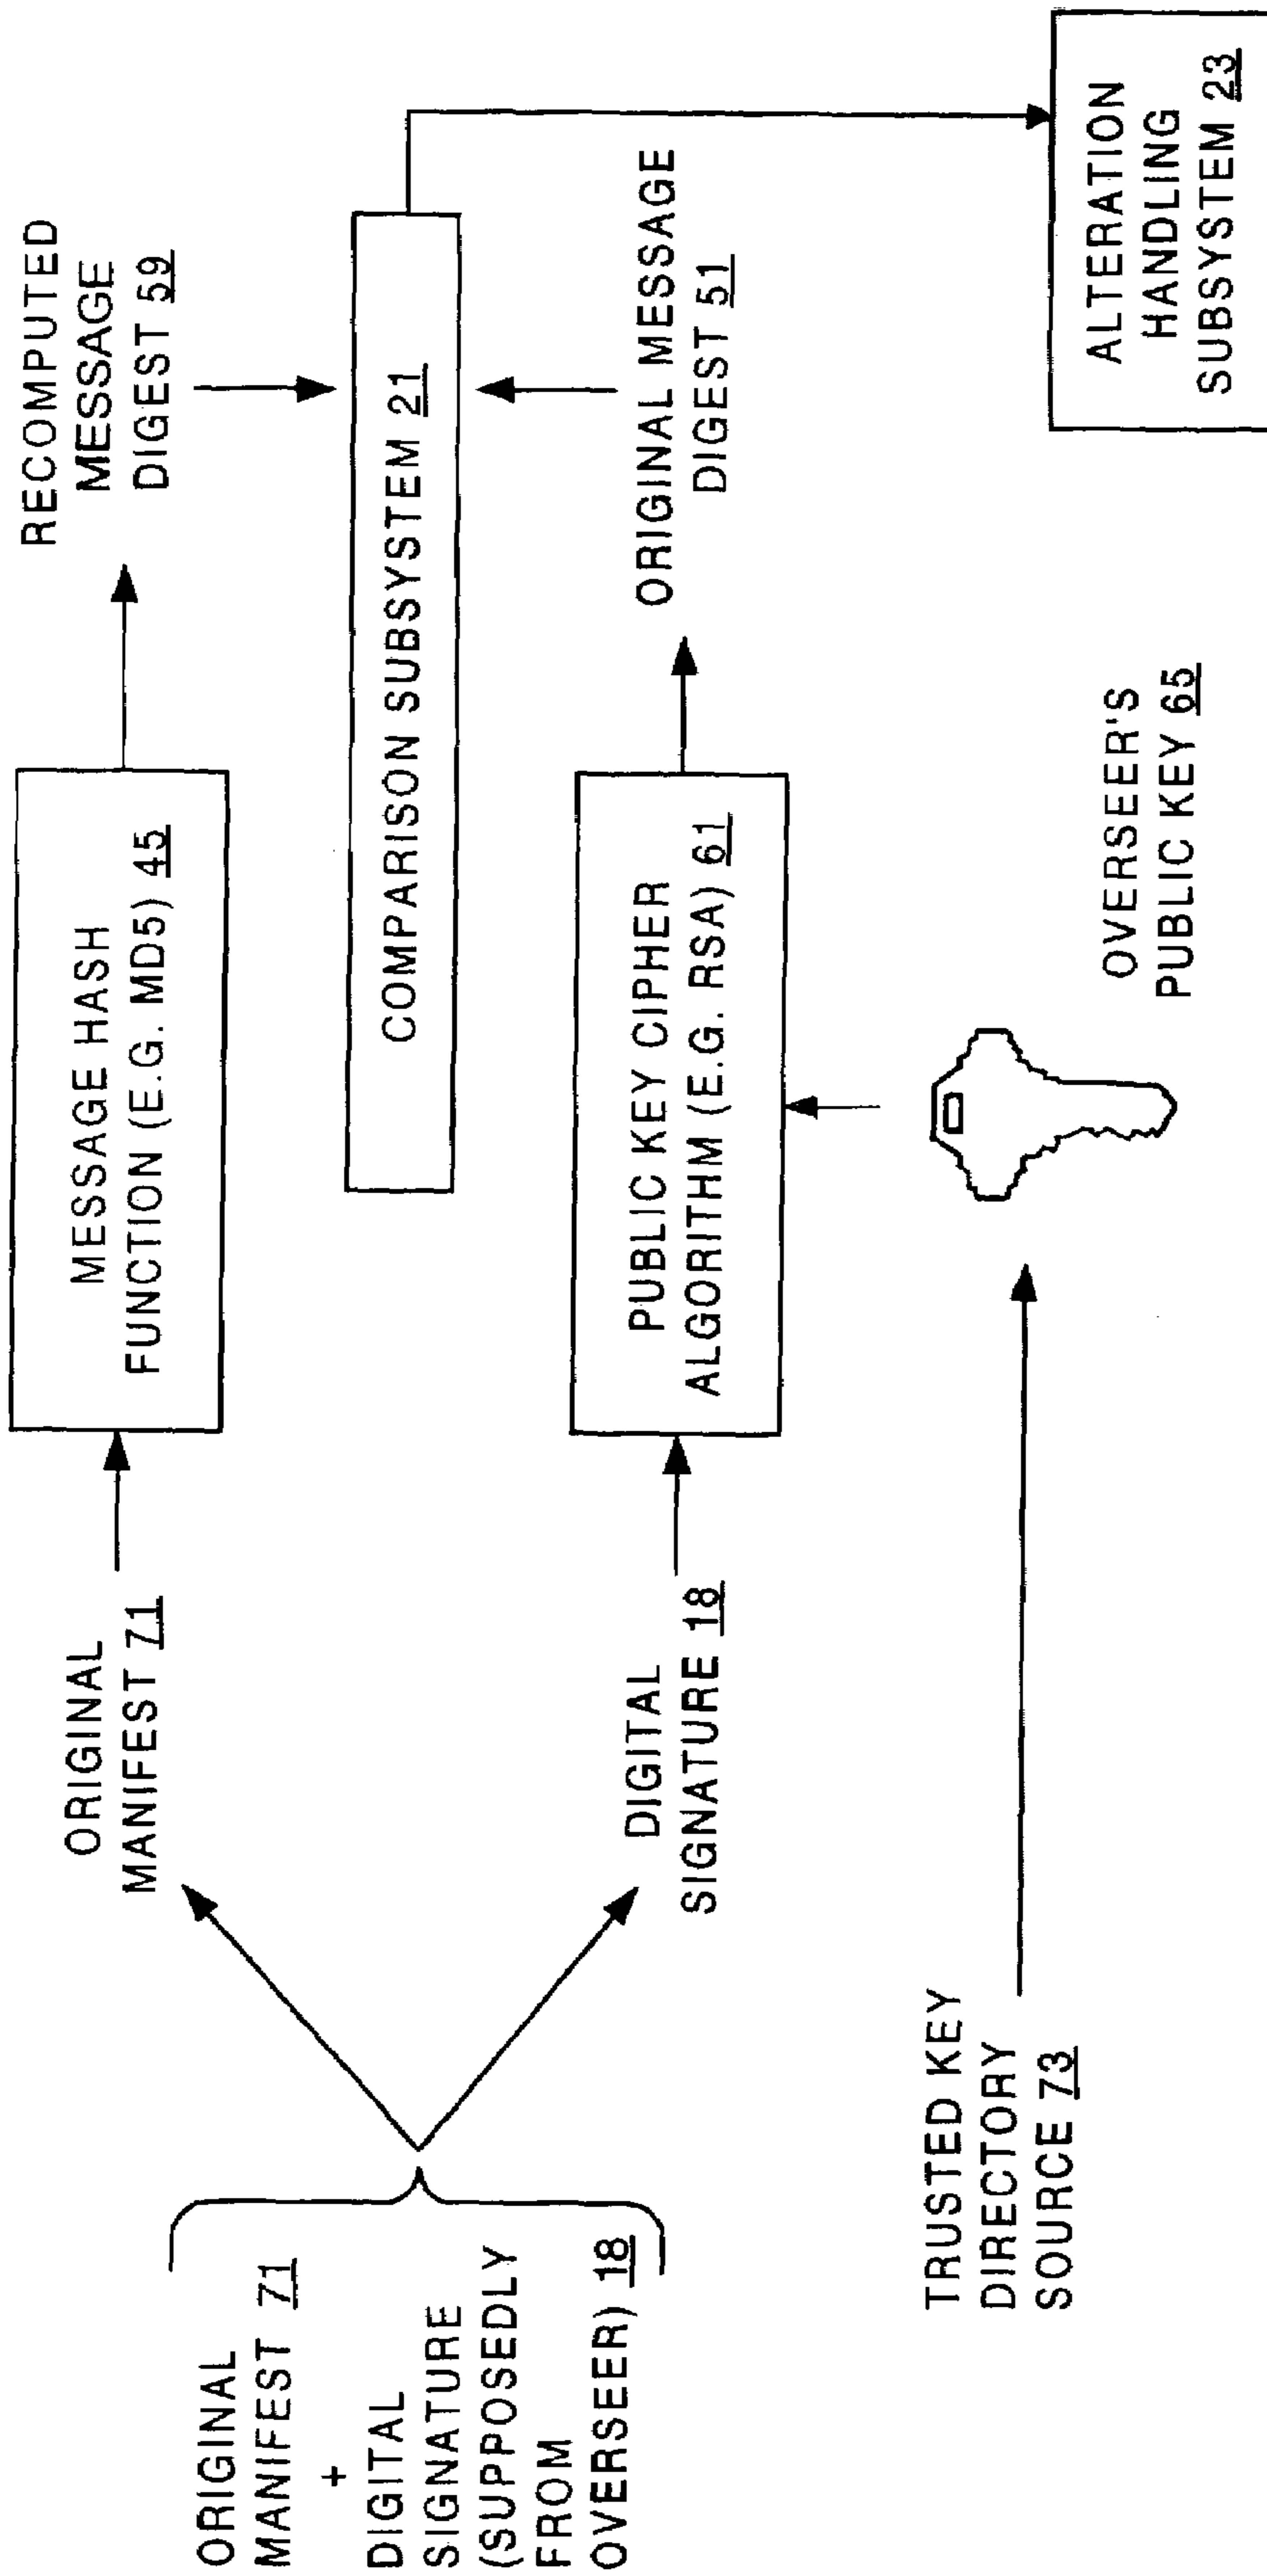 ORIGINAL
MANIFEST 71
+
DIGITAL
SIGNATURE
(SUPPOSEDLY
FROM
OVERSEER) 18
ORIGINAL
MANIFEST 71
MESSAGE HASH
FUNCTION (E.G. MD5) 45
RECOMPUTED
MESSAGE
DIGEST 59
COMPARISON SUBSYSTEM 21
DIGITAL
SIGNATURE 18
PUBLIC KEY CIPHER
ALGORITHM (E.G. RSA) 61
ORIGINAL MESSAGE
DIGEST 51
TRUSTED KEY
DIRECTORY
SOURCE 73
OVERSEER'S
PUBLIC KEY 65
ALTERATION
HANDLING
SUBSYSTEM 23